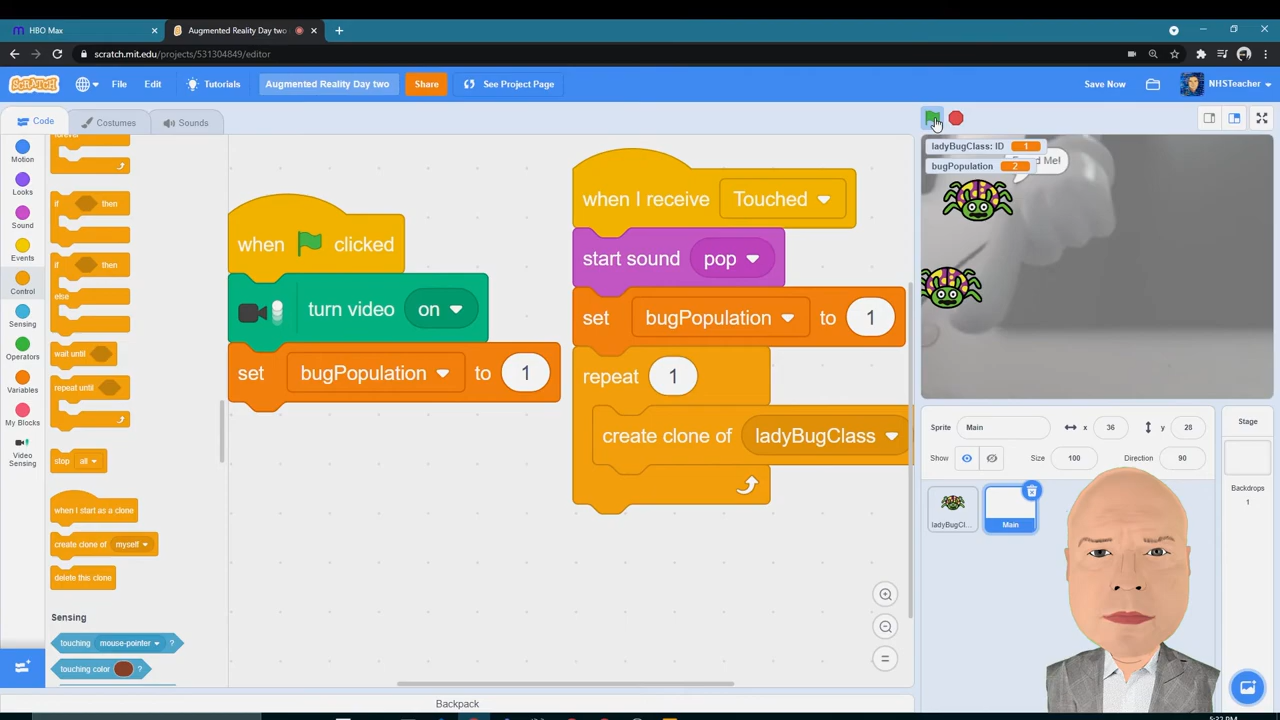 HBO Max
Augmented Reality Day two
scratch.mit.edu/projects/531304849/editor
SCRATCH
File
Edit
Tutorials
Augmented Reality Day two
Share
See Project Page
Save Now
NHSTeacher
Code
Costumes
Sounds
Motion
Looks
Sound
Events
Control
Sensing
Operators
Variables
My Blocks
Video
Sensing
forever
if then
if then
else
wait until
repeat until
stop all
when I start as a clone
create clone of myself
delete this clone
Sensing
touching mouse-pointer ?
touching color ?
when clicked
turn video on
set bugPopulation to 1
when I receive Touched
start sound pop
set bugPopulation to 1
repeat 1
create clone of ladyBugClass
ladyBugClass: ID 1
bugPopulation 2
Me!
Sprite Main x 36 y 28
Show Size 100 Direction 90
ladyBugCl...
Main
Stage
Backdrops
1
Backpack
5:22 PM